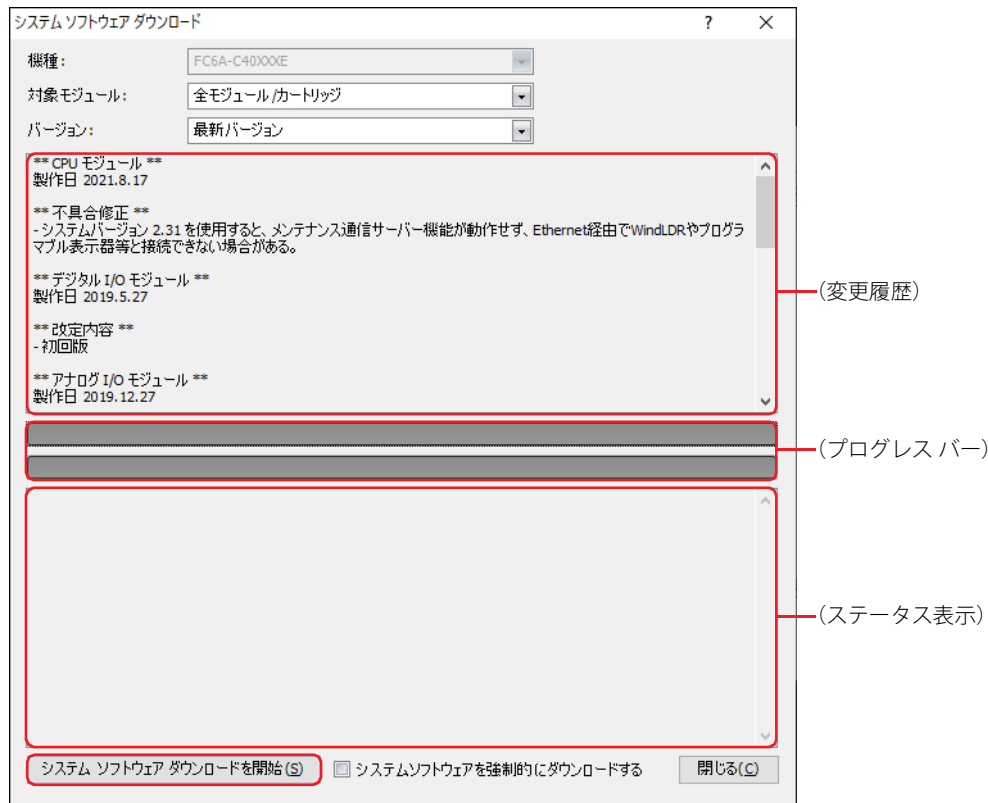 システム ソフトウェア ダウンロード
?
機種:
FC6A-C40XXXE
対象モジュール:
全モジュール/カートリッジ
バージョン:
最新バージョン
** CPU モジュール **
製作日 2021.8.17
** 不具合修正 **
- システムバージョン 2.31 を使用すると、メンテナンス通信サーバー機能が動作せず、Ethernet経由でWindLDRやプログラ
マブル表示器等と接続できない場合がある。
** デジタル I/O モジュール **
製作日 2019.5.27
** 改定内容 **
- 初回版
** アナログ I/O モジュール **
製作日 2019.12.27
(変更履歴)
(プログレス バー)
(ステータス表示)
システム ソフトウェア ダウンロードを開始(S)
システムソフトウェアを強制的にダウンロードする
閉じる(C)